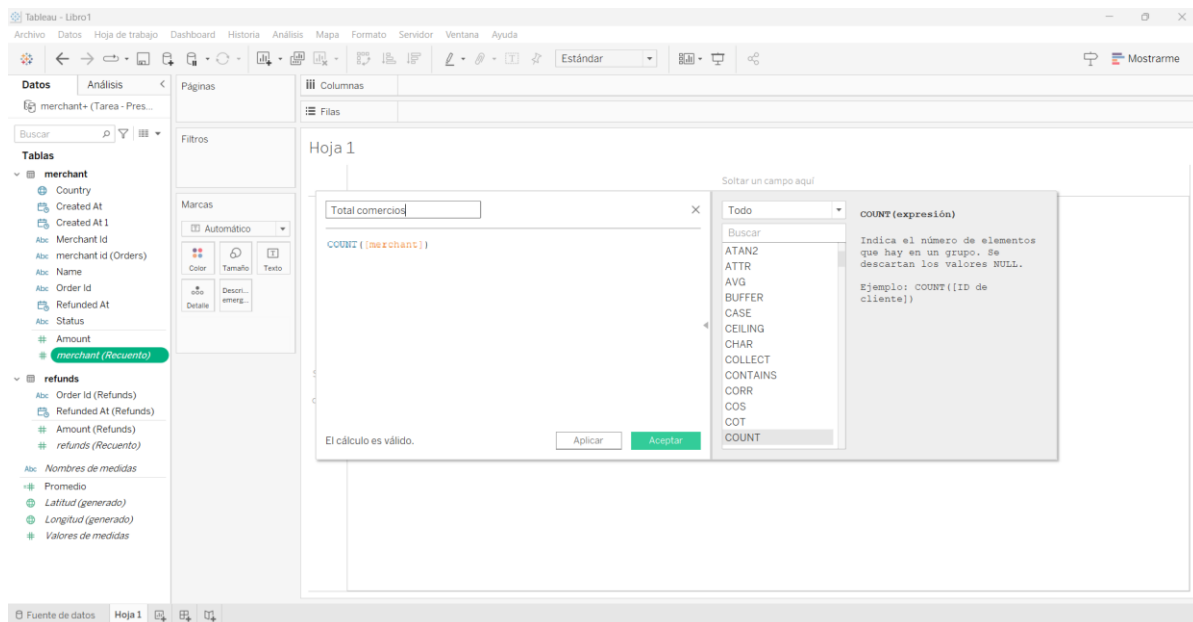 Tableau - Libro1
Archivo Datos Hoja de trabajo Dashboard Historia Análisis Mapa Formato Servidor Ventana Ayuda
Estándar
Mostrarme
Datos Análisis
merchant+ (Tarea - Pres...
Buscar
Tablas
merchant
Country
Created At
Created At 1
Abc Merchant Id
Abc merchant id (Orders)
Abc Name
Abc Order Id
Refunded At
Abc Status
# Amount
# merchant (Recuento)
refunds
Abc Order Id (Refunds)
Refunded At (Refunds)
# Amount (Refunds)
# refunds (Recuento)
Abc Nombres de medidas
=# Promedio
Latitud (generado)
Longitud (generado)
# Valores de medidas
Páginas
Filtros
Marcas
Automático
Color Tamaño Texto
Detalle Descri... emerg...
Columnas
Filas
Hoja 1
Soltar un campo aquí
Total comercios
COUNT([merchant])
El cálculo es válido.
Aplicar
Aceptar
Todo
Buscar
ATAN2
ATTR
AVG
BUFFER
CASE
CEILING
CHAR
COLLECT
CONTAINS
CORR
COS
COT
COUNT
COUNT(expresión)
Indica el número de elementos
que hay en un grupo. Se
descartan los valores NULL.
Ejemplo: COUNT([ID de
cliente])
Fuente de datos Hoja 1